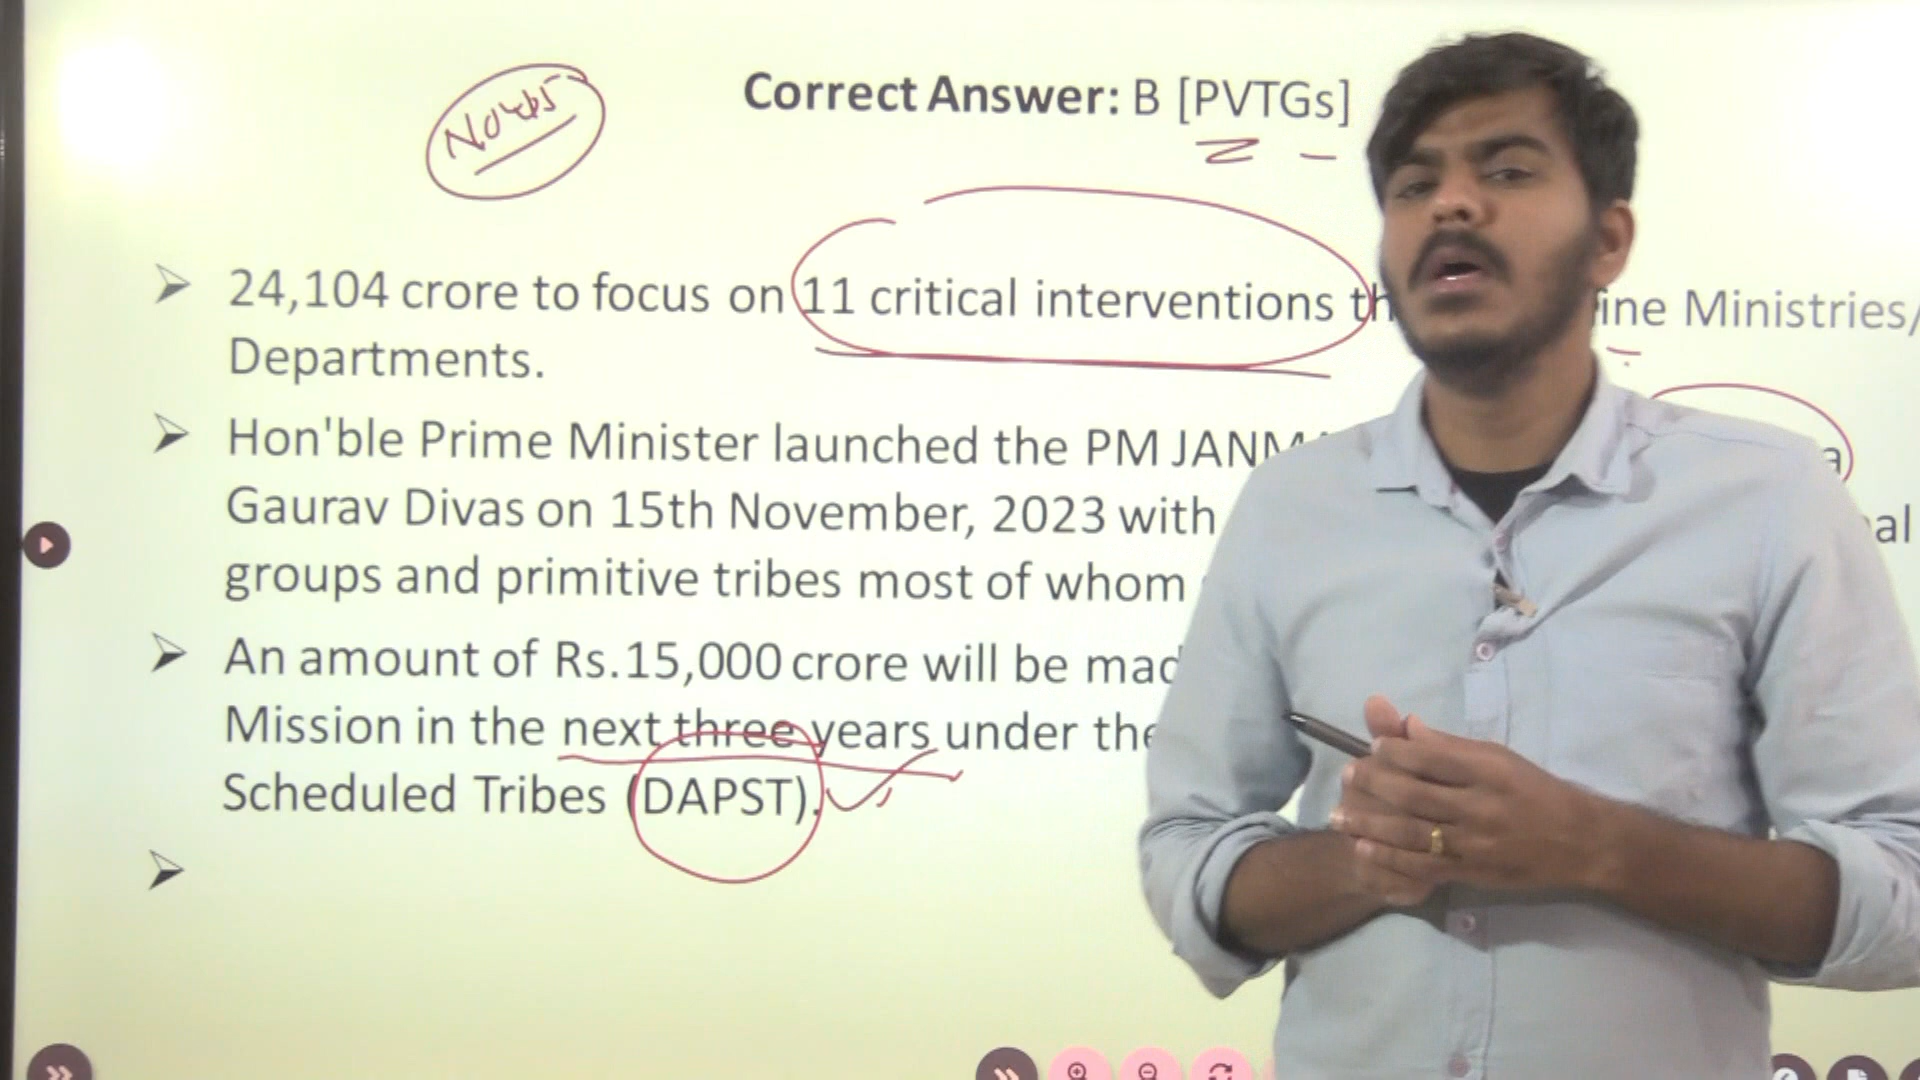 Correct Answer: B [PVTGs]
24,104 crore to focus on 11 critical interventions th ine Ministries/
Departments.
Hon'ble Prime Minister launched the PM JANM a
Gaurav Divas on 15th November, 2023 with al
groups and primitive tribes most of whom
An amount of Rs.15,000 crore will be mad
Mission in the next three years under the
Scheduled Tribes (DAPST).